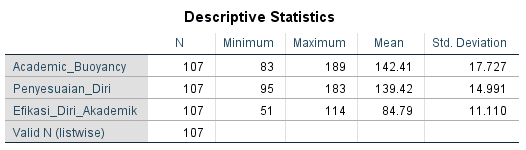 Descriptive Statistics
N Minimum Maximum Mean Std. Deviation
Academic_Buoyancy 107 83 189 142.41 17.727
Penyesuaian_Diri 107 95 183 139.42 14.991
Efikasi_Diri_Akademik 107 51 114 84.79 11.110
Valid N (listwise) 107